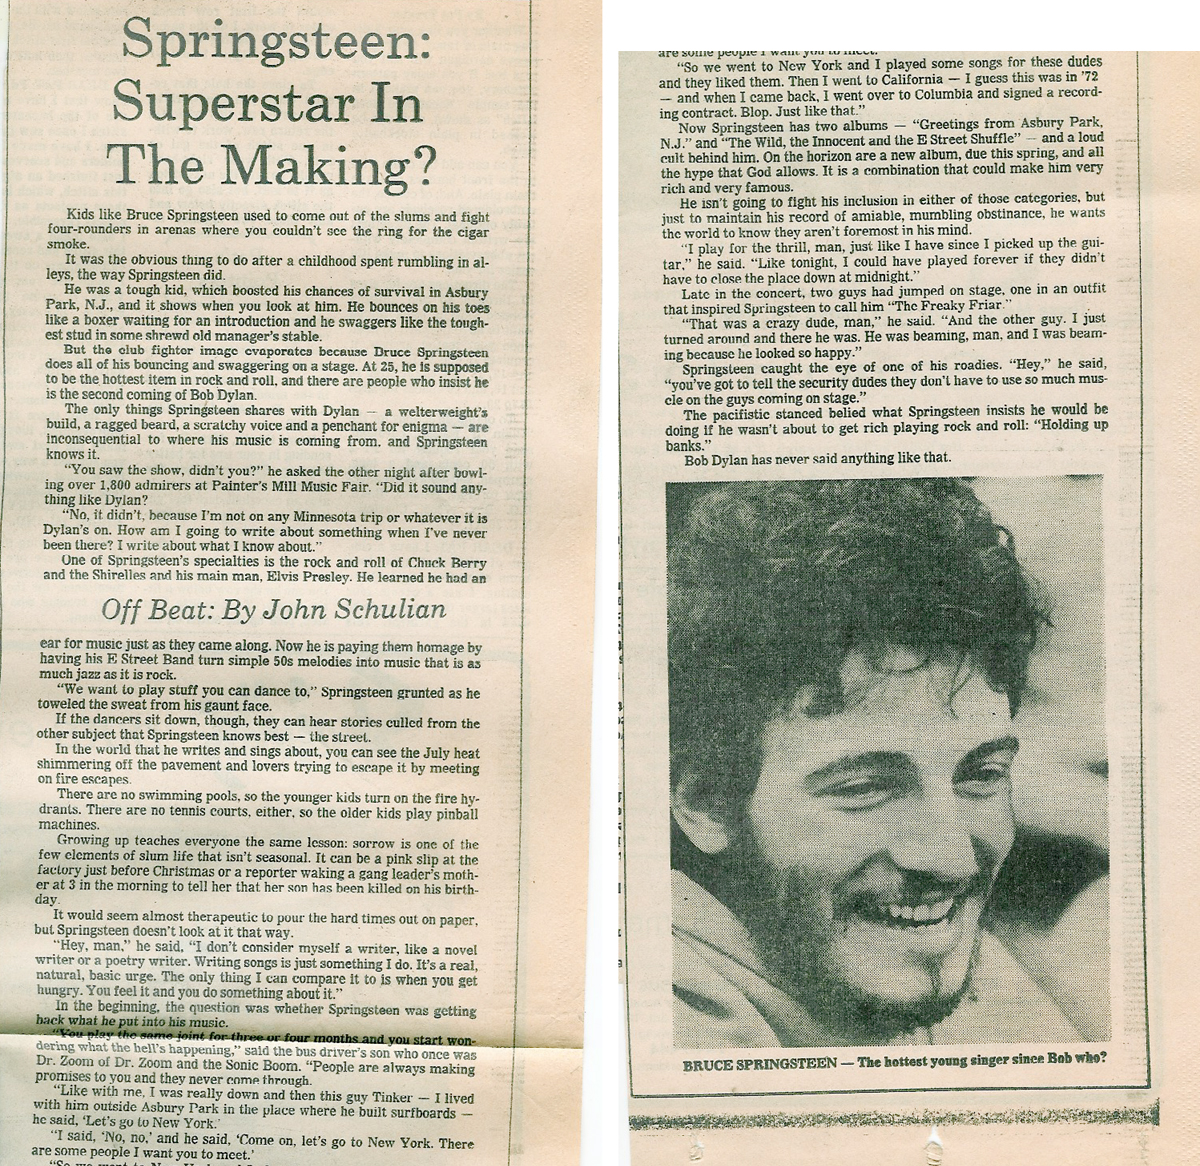 Springsteen:
Superstar In
The Making?
Kids like Bruce Springsteen used to come out of the slums and fight
four-rounders in arenas where you couldn't see the ring for the cigar
smoke.
It was the obvious thing to do after a childhood spent rumbling in al-
leys, the way Springsteen did.
He was a tough kid, which boosted his chances of survival in Asbury
Park, N.J., and it shows when you look at him. He bounces on his toes
like a boxer waiting for an introduction and he swaggers like the tough-
est stud in some shrewd old manager's stable.
But the club fighter image evaporates because Bruce Springsteen
does all of his bouncing and swaggering on a stage. At 25, he is supposed
to be the hottest item in rock and roll, and there are people who insist he
is the second coming of Bob Dylan.
The only things Springsteen shares with Dylan — a welterweight's
build, a ragged beard, a scratchy voice and a penchant for enigma — are
inconsequential to where his music is coming from. and Springsteen
knows it.
"You saw the show, didn't you?" he asked the other night after bowl-
ing over 1,800 admirers at Painter's Mill Music Fair. "Did it sound any-
thing like Dylan?
"No, it didn't, because I'm not on any Minnesota trip or whatever it is
Dylan's on. How am I going to write about something when I've never
been there? I write about what I know about."
One of Springsteen's specialties is the rock and roll of Chuck Berry
and the Shirelles and his main man, Elvis Presley. He learned he had an
Off Beat: By John Schulian
ear for music just as they came along. Now he is paying them homage by
having his E Street Band turn simple 50s melodies into music that is as
much jazz as it is rock.
"We want to play stuff you can dance to," Springsteen grunted as he
toweled the sweat from his gaunt face.
If the dancers sit down, though, they can hear stories culled from the
other subject that Springsteen knows best — the street.
In the world that he writes and sings about, you can see the July heat
shimmering off the pavement and lovers trying to escape it by meeting
on fire escapes.
There are no swimming pools, so the younger kids turn on the fire hy-
drants. There are no tennis courts, either, so the older kids play pinball
machines.
Growing up teaches everyone the same lesson: sorrow is one of the
few elements of slum life that isn't seasonal. It can be a pink slip at the
factory just before Christmas or a reporter waking a gang leader's moth-
er at 3 in the morning to tell her that her son has been killed on his birth-
day.
It would seem almost therapeutic to pour the hard times out on paper,
but Springsteen doesn't look at it that way.
"Hey, man," he said, "I don't consider myself a writer, like a novel
writer or a poetry writer. Writing songs is just something I do. It's a real,
natural, basic urge. The only thing I can compare it to is when you get
hungry. You feel it and you do something about it."
In the beginning, the question was whether Springsteen was getting
back what he put into his music.
"You play the same joint for three or four months and you start won-
dering what the hell's happening," said the bus driver's son who once was
Dr. Zoom of Dr. Zoom and the Sonic Boom. "People are always making
promises to you and they never come through.
"Like with me, I was really down and then this guy Tinker — I lived
with him outside Asbury Park in the place where he built surfboards —
he said, 'Let's go to New York.'
"I said, 'No, no,' and he said, 'Come on, let's go to New York. There
are some people I want you to meet.'
"So we went to New York and I played some songs for these dudes
and they liked them. Then I went to California — I guess this was in '72
— and when I came back, I went over to Columbia and signed a record-
ing contract. Blop. Just like that."
Now Springsteen has two albums — "Greetings from Asbury Park,
N.J." and "The Wild, the Innocent and the E Street Shuffle" — and a loud
cult behind him. On the horizon are a new album, due this spring, and all
the hype that God allows. It is a combination that could make him very
rich and very famous.
He isn't going to fight his inclusion in either of those categories, but
just to maintain his record of amiable, mumbling obstinance, he wants
the world to know they aren't foremost in his mind.
"I play for the thrill, man, just like I have since I picked up the gui-
tar," he said. "Like tonight, I could have played forever if they didn't
have to close the place down at midnight."
Late in the concert, two guys had jumped on stage, one in an outfit
that inspired Springsteen to call him "The Freaky Friar."
"That was a crazy dude, man," he said. "And the other guy. I just
turned around and there he was. He was beaming, man, and I was beam-
ing because he looked so happy."
Springsteen caught the eye of one of his roadies. "Hey," he said,
"you've got to tell the security dudes they don't have to use so much mus-
cle on the guys coming on stage."
The pacifistic stanced belied what Springsteen insists he would be
doing if he wasn't about to get rich playing rock and roll: "Holding up
banks."
Bob Dylan has never said anything like that.
BRUCE SPRINGSTEEN — The hottest young singer since Bob who?